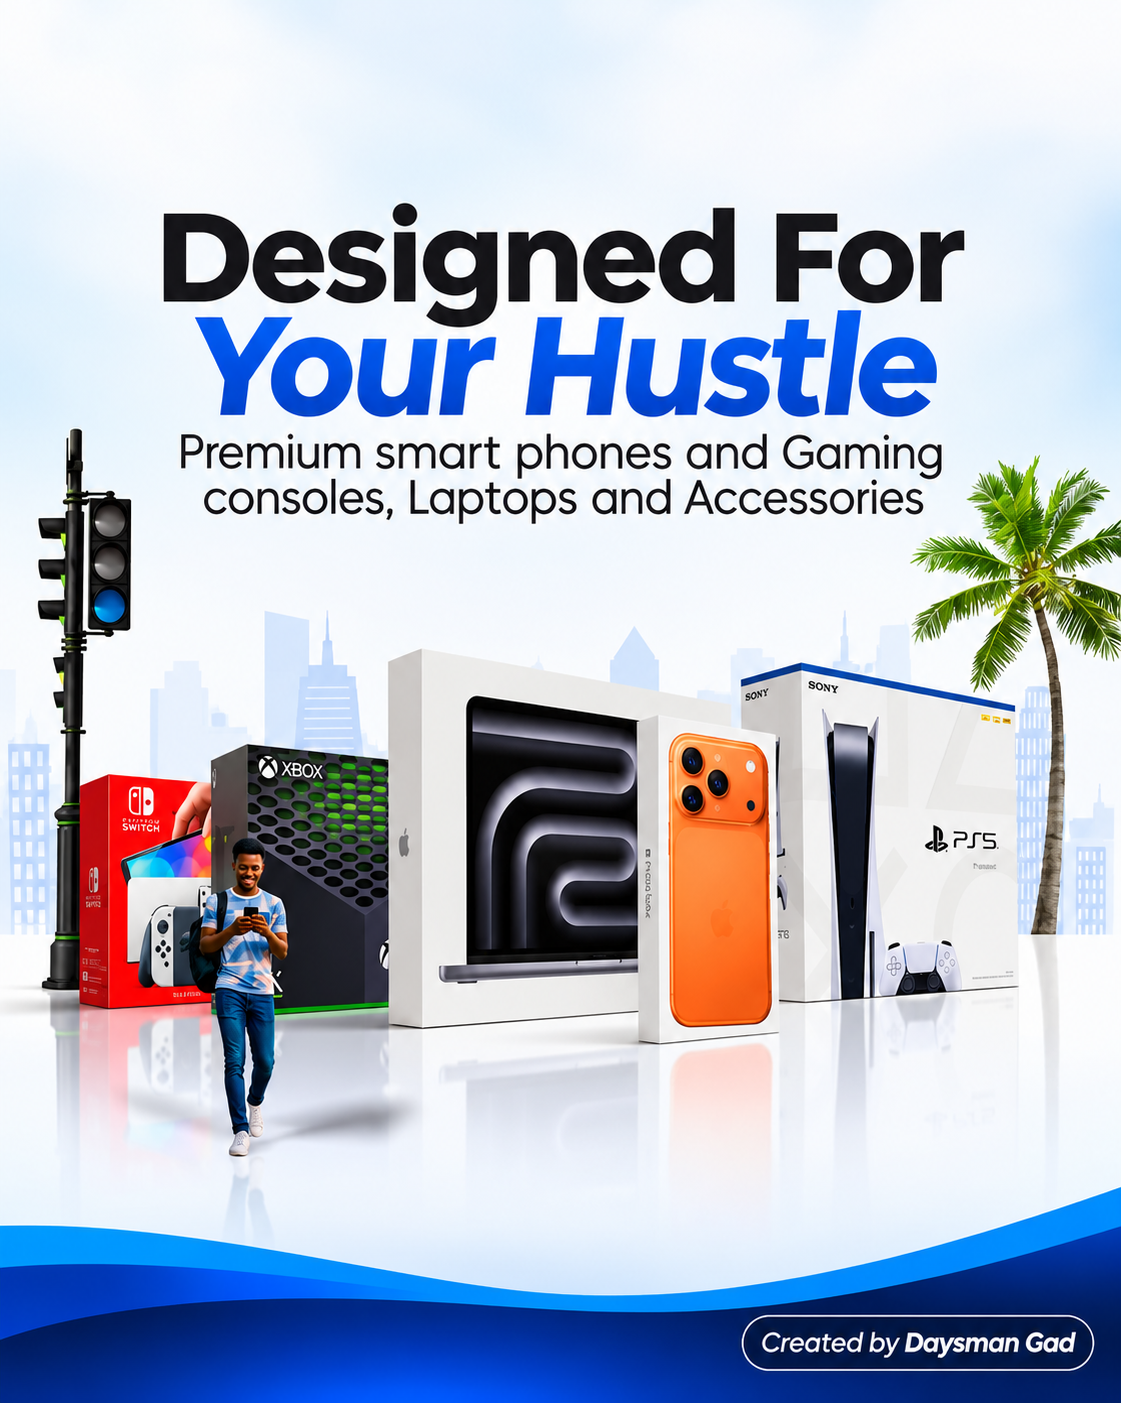 Designed For
Your Hustle
Premium smart phones and Gaming
consoles, Laptops and Accessories
SONY
SONY
XBOX
SWITCH
PS5
Created by Daysman Gad